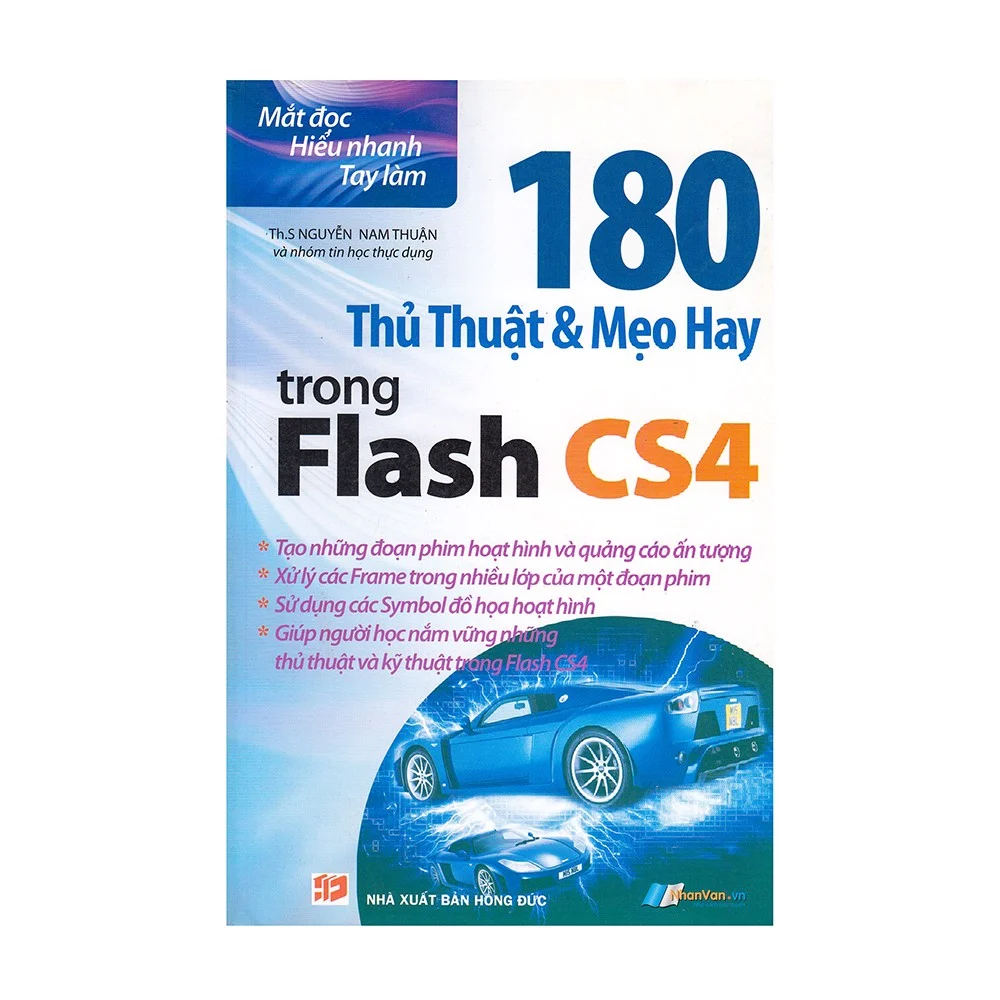 Mắt đọc
Hiểu nhanh
Tay làm
Th.S NGUYỄN NAM THUẬN
và nhóm tin học thực dụng
180
Thủ Thuật & Mẹo Hay
trong
Flash CS4
* Tạo những đoạn phim hoạt hình và quảng cáo ấn tượng
* Xử lý các Frame trong nhiều lớp của một đoạn phim
* Sử dụng các Symbol đồ họa hoạt hình
* Giúp người học nắm vững những
thủ thuật và kỹ thuật trong Flash CS4
NHÀ XUẤT BẢN HỒNG ĐỨC
NhanVan.vn